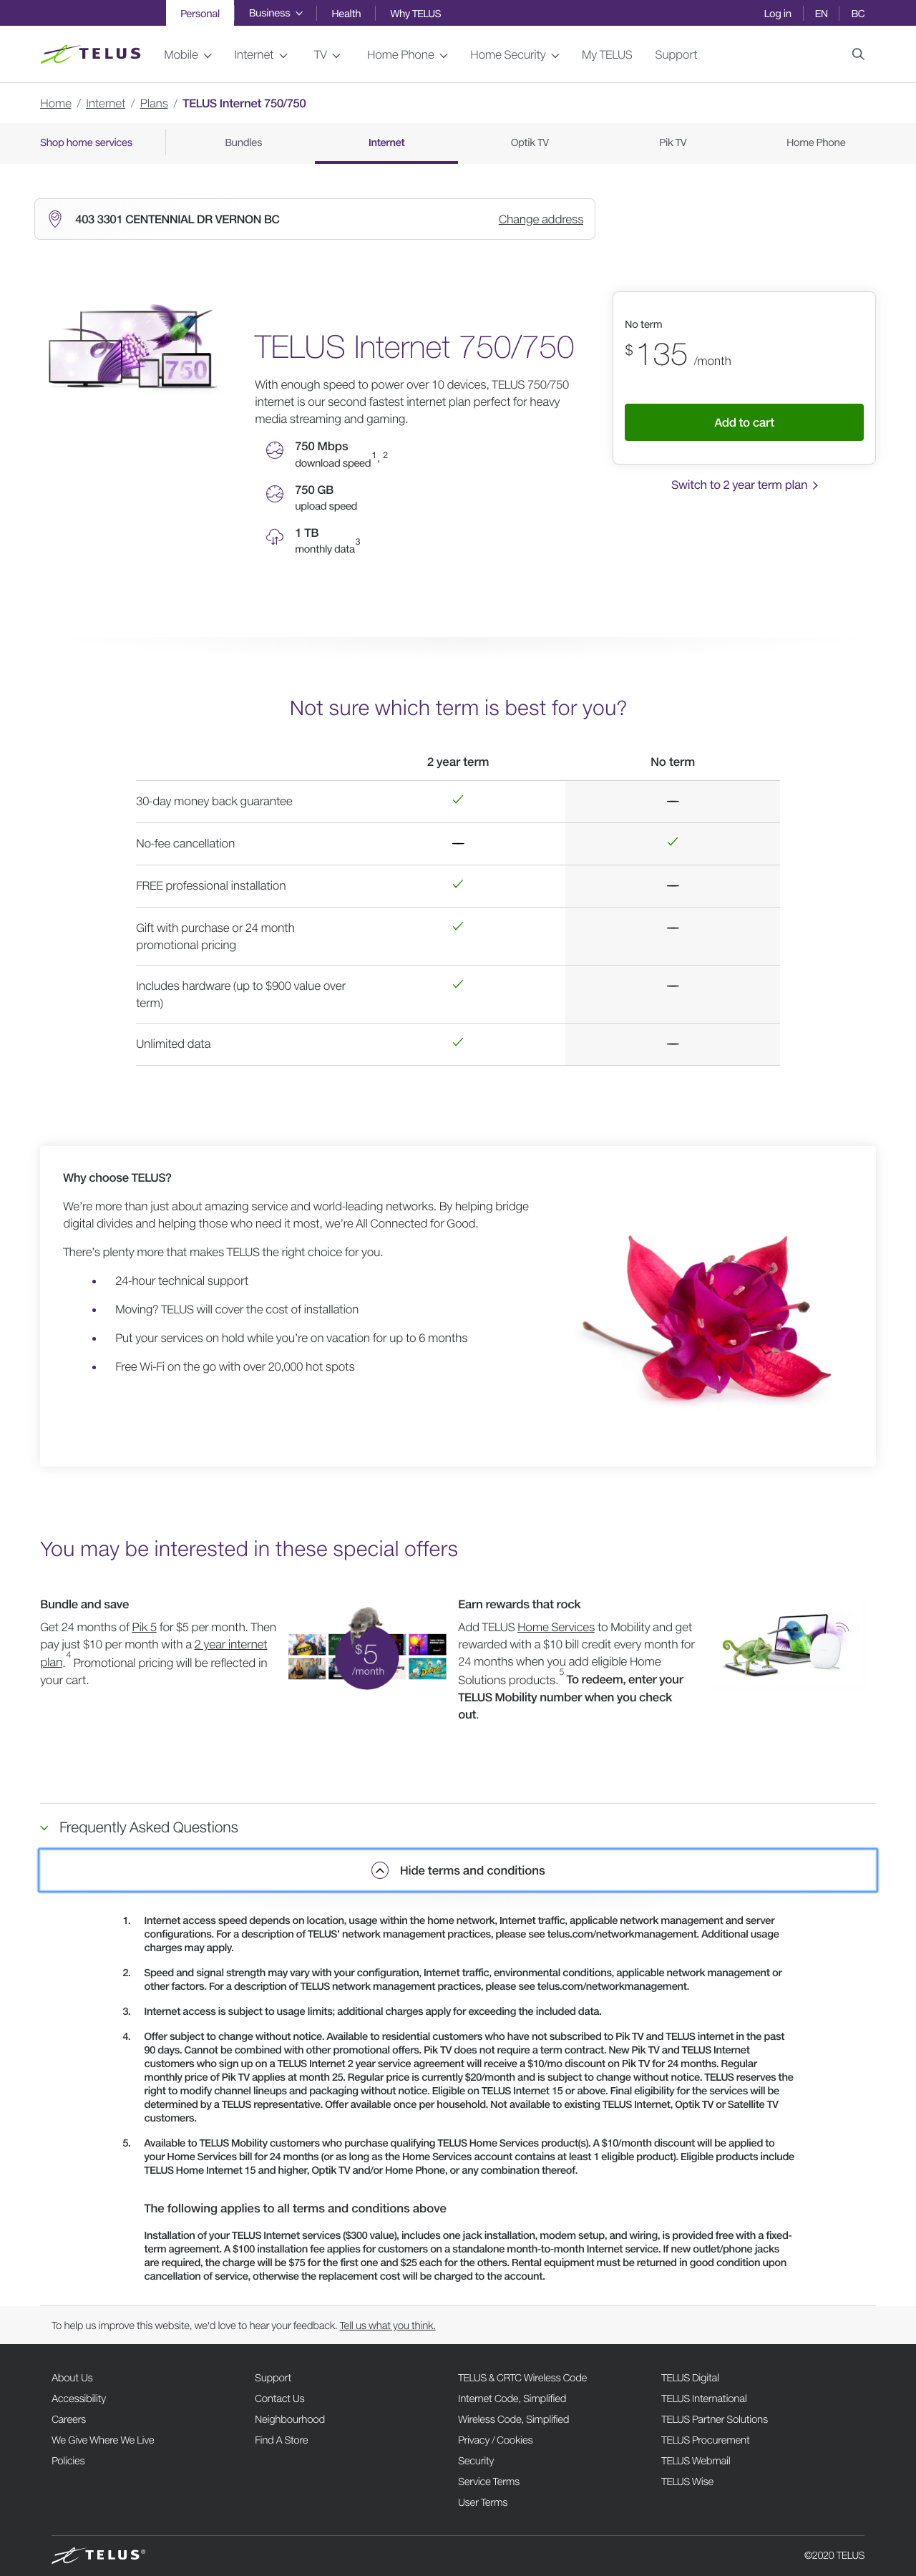 Personal
Business
Health
Why TELUS
Log in
EN
BC
TELUS
Mobile
Internet
TV
Home Phone
Home Security
My TELUS
Support
Home / Internet / Plans / TELUS Internet 750/750
Shop home services
Bundles
Internet
Optik TV
Pik TV
Home Phone
403 3301 CENTENNIAL DR VERNON BC
Change address
750
TELUS Internet 750/750
With enough speed to power over 10 devices, TELUS 750/750
internet is our second fastest internet plan perfect for heavy
media streaming and gaming.
750 Mbps
download speed1, 2
750 GB
upload speed
1 TB
monthly data3
No term
$135 /month
Add to cart
Switch to 2 year term plan
Not sure which term is best for you?
2 year term
No term
30-day money back guarantee
No-fee cancellation
FREE professional installation
Gift with purchase or 24 month
promotional pricing
Includes hardware (up to $900 value over
term)
Unlimited data
Why choose TELUS?
We're more than just about amazing service and world-leading networks. By helping bridge
digital divides and helping those who need it most, we're All Connected for Good.
There's plenty more that makes TELUS the right choice for you.
• 24-hour technical support
• Moving? TELUS will cover the cost of installation
• Put your services on hold while you're on vacation for up to 6 months
• Free Wi-Fi on the go with over 20,000 hot spots
You may be interested in these special offers
Bundle and save
Get 24 months of Pik 5 for $5 per month. Then
pay just $10 per month with a 2 year internet
plan.4 Promotional pricing will be reflected in
your cart.
$5
/month
Earn rewards that rock
Add TELUS Home Services to Mobility and get
rewarded with a $10 bill credit every month for
24 months when you add eligible Home
Solutions products.5 To redeem, enter your
TELUS Mobility number when you check
out.
Frequently Asked Questions
Hide terms and conditions
1. Internet access speed depends on location, usage within the home network, Internet traffic, applicable network management and server
configurations. For a description of TELUS' network management practices, please see telus.com/networkmanagement. Additional usage
charges may apply.
2. Speed and signal strength may vary with your configuration, Internet traffic, environmental conditions, applicable network management or
other factors. For a description of TELUS network management practices, please see telus.com/networkmanagement.
3. Internet access is subject to usage limits; additional charges apply for exceeding the included data.
4. Offer subject to change without notice. Available to residential customers who have not subscribed to Pik TV and TELUS internet in the past
90 days. Cannot be combined with other promotional offers. Pik TV does not require a term contract. New Pik TV and TELUS Internet
customers who sign up on a TELUS Internet 2 year service agreement will receive a $10/mo discount on Pik TV for 24 months. Regular
monthly price of Pik TV applies at month 25. Regular price is currently $20/month and is subject to change without notice. TELUS reserves the
right to modify channel lineups and packaging without notice. Eligible on TELUS Internet 15 or above. Final eligibility for the services will be
determined by a TELUS representative. Offer available once per household. Not available to existing TELUS Internet, Optik TV or Satellite TV
customers.
5. Available to TELUS Mobility customers who purchase qualifying TELUS Home Services product(s). A $10/month discount will be applied to
your Home Services bill for 24 months (or as long as the Home Services account contains at least 1 eligible product). Eligible products include
TELUS Home Internet 15 and higher, Optik TV and/or Home Phone, or any combination thereof.
The following applies to all terms and conditions above
Installation of your TELUS Internet services ($300 value), includes one jack installation, modem setup, and wiring, is provided free with a fixed-
term agreement. A $100 installation fee applies for customers on a standalone month-to-month Internet service. If new outlet/phone jacks
are required, the charge will be $75 for the first one and $25 each for the others. Rental equipment must be returned in good condition upon
cancellation of service, otherwise the replacement cost will be charged to the account.
To help us improve this website, we'd love to hear your feedback. Tell us what you think.
About Us
Accessibility
Careers
We Give Where We Live
Policies
Support
Contact Us
Neighbourhood
Find A Store
TELUS & CRTC Wireless Code
Internet Code, Simplified
Wireless Code, Simplified
Privacy / Cookies
Security
Service Terms
User Terms
TELUS Digital
TELUS International
TELUS Partner Solutions
TELUS Procurement
TELUS Webmail
TELUS Wise
TELUS®
©2020 TELUS